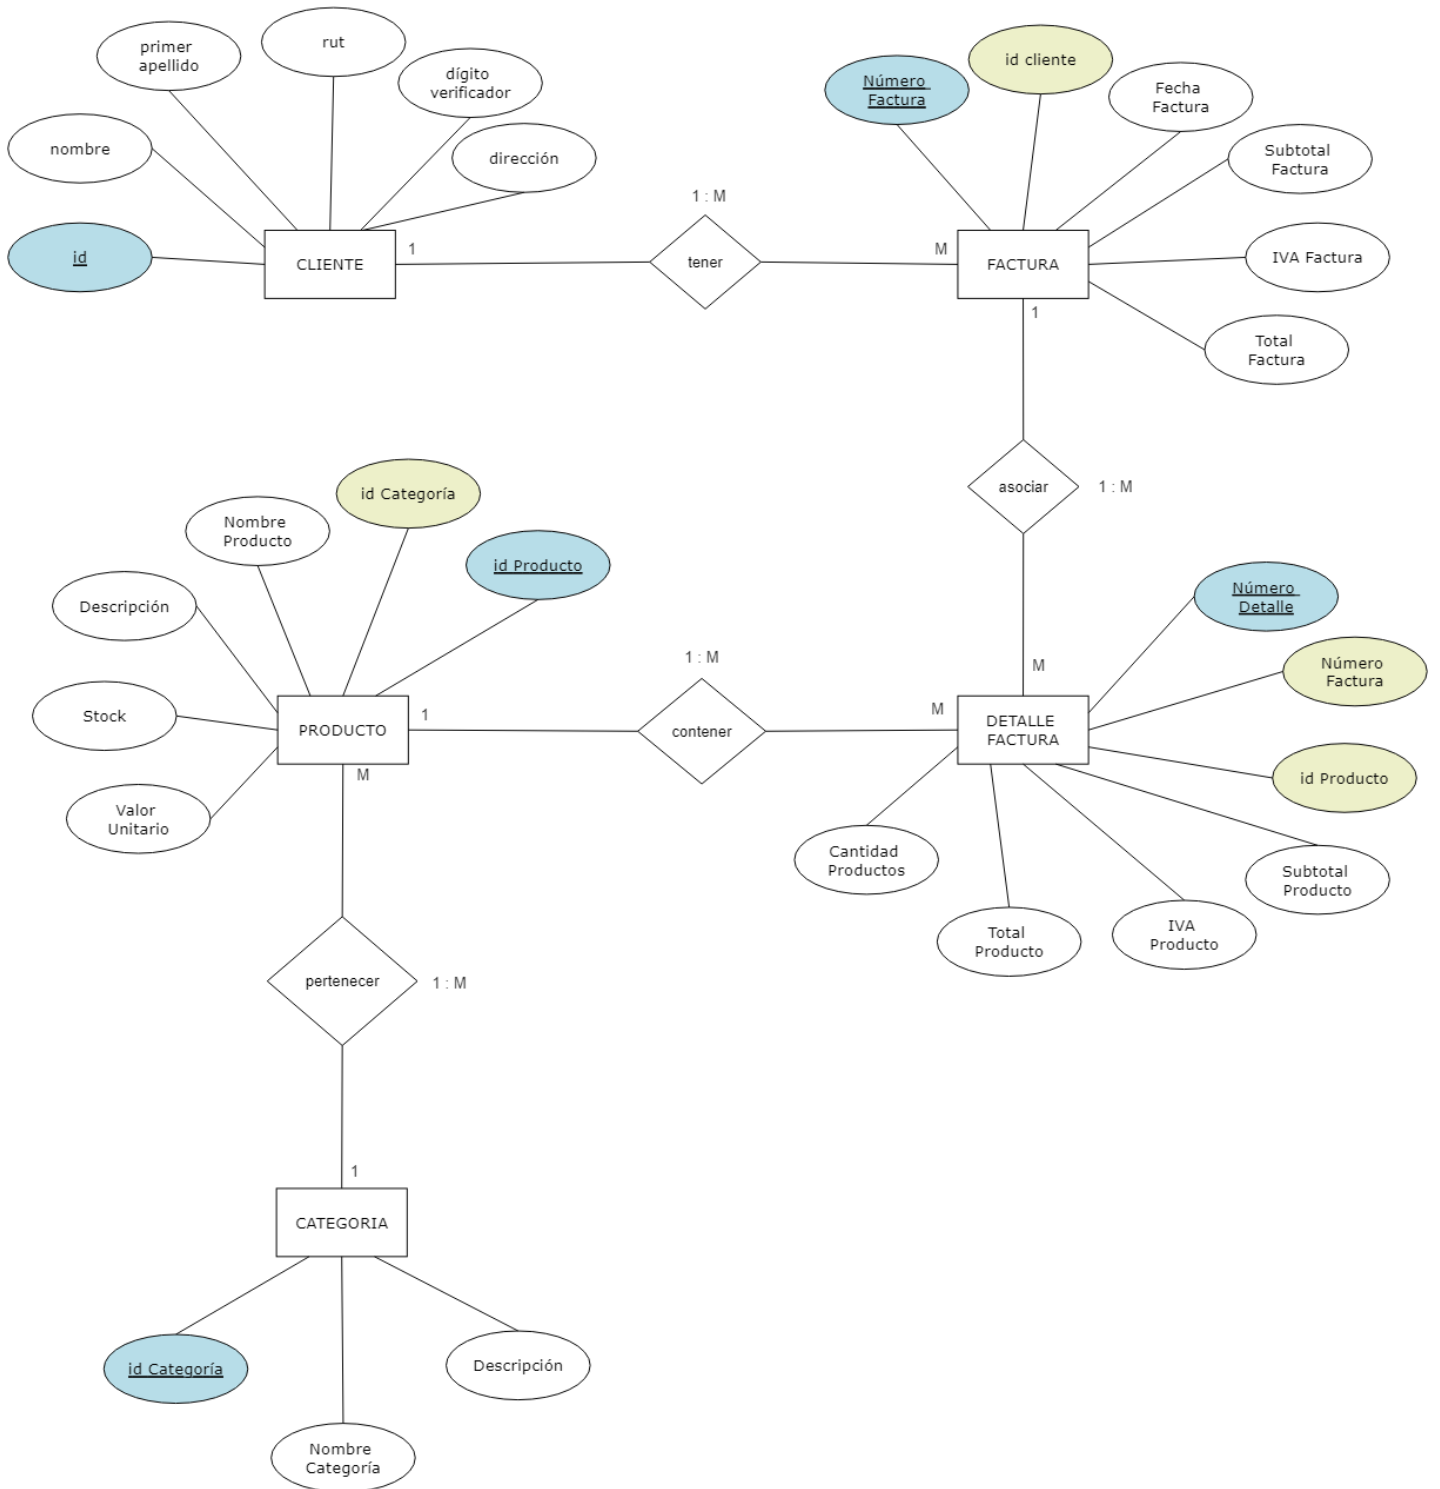 primer
apellido
rut
dígito
verificador
nombre
dirección
id
CLIENTE
1
1 : M
tener
M
Número
Factura
id cliente
Fecha
Factura
Subtotal
Factura
IVA Factura
Total
Factura
FACTURA
1
asociar
1 : M
M
id Categoría
Nombre
Producto
id Producto
Descripción
Stock
Valor
Unitario
PRODUCTO
1
M
1 : M
contener
M
DETALLE
FACTURA
Número
Detalle
Número
Factura
id Producto
Subtotal
Producto
IVA
Producto
Total
Producto
Cantidad
Productos
pertenecer
1 : M
1
CATEGORIA
id Categoría
Nombre
Categoría
Descripción